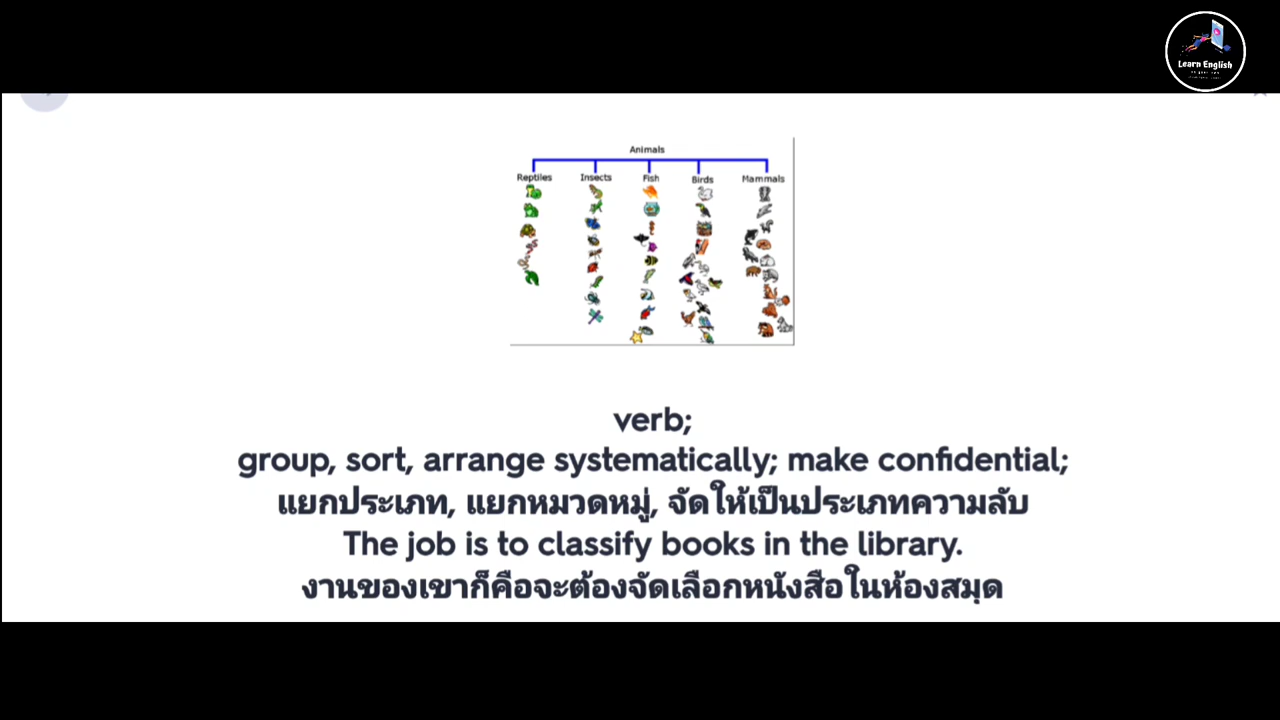 Learn English
Animals
Reptiles Insects Fish Birds Mammals
verb;
group, sort, arrange systematically; make confidential;
แยกประเภท, แยกหมวดหมู่, จัดให้เป็นประเภทความลับ
The job is to classify books in the library.
งานของเขาก็คือจะต้องจัดเลือกหนังสือในห้องสมุด